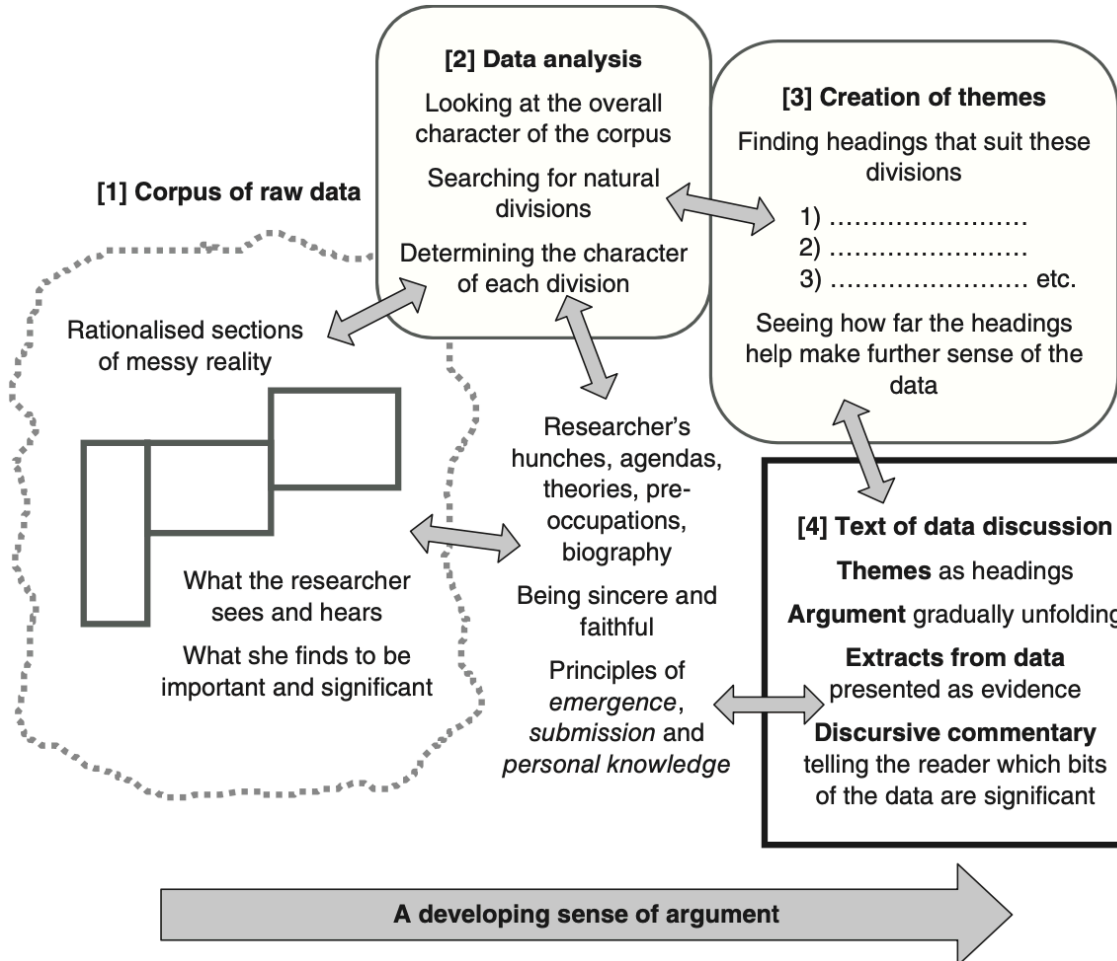 [1] Corpus of raw data
Rationalised sections
of messy reality
What the researcher
sees and hears
What she finds to be
important and significant
[2] Data analysis
Looking at the overall
character of the corpus
Searching for natural
divisions
Determining the character
of each division
Researcher's
hunches, agendas,
theories, pre-
occupations,
biography
Being sincere and
faithful
Principles of
emergence,
submission and
personal knowledge
[3] Creation of themes
Finding headings that suit these
divisions
1) ........................
2) ........................
3) ........................ etc.
Seeing how far the headings
help make further sense of the
data
[4] Text of data discussion
Themes as headings
Argument gradually unfolding
Extracts from data
presented as evidence
Discursive commentary
telling the reader which bits
of the data are significant
A developing sense of argument